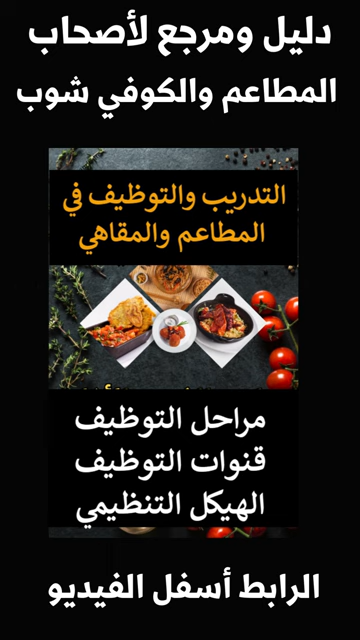 دليل ومرجع لأصحاب
المطاعم والكوفي شوب
التدريب والتوظيف في
المطاعم والمقاهي
مراحل التوظيف
قنوات التوظيف
الهيكل التنظيمي
الرابط أسفل الفيديو